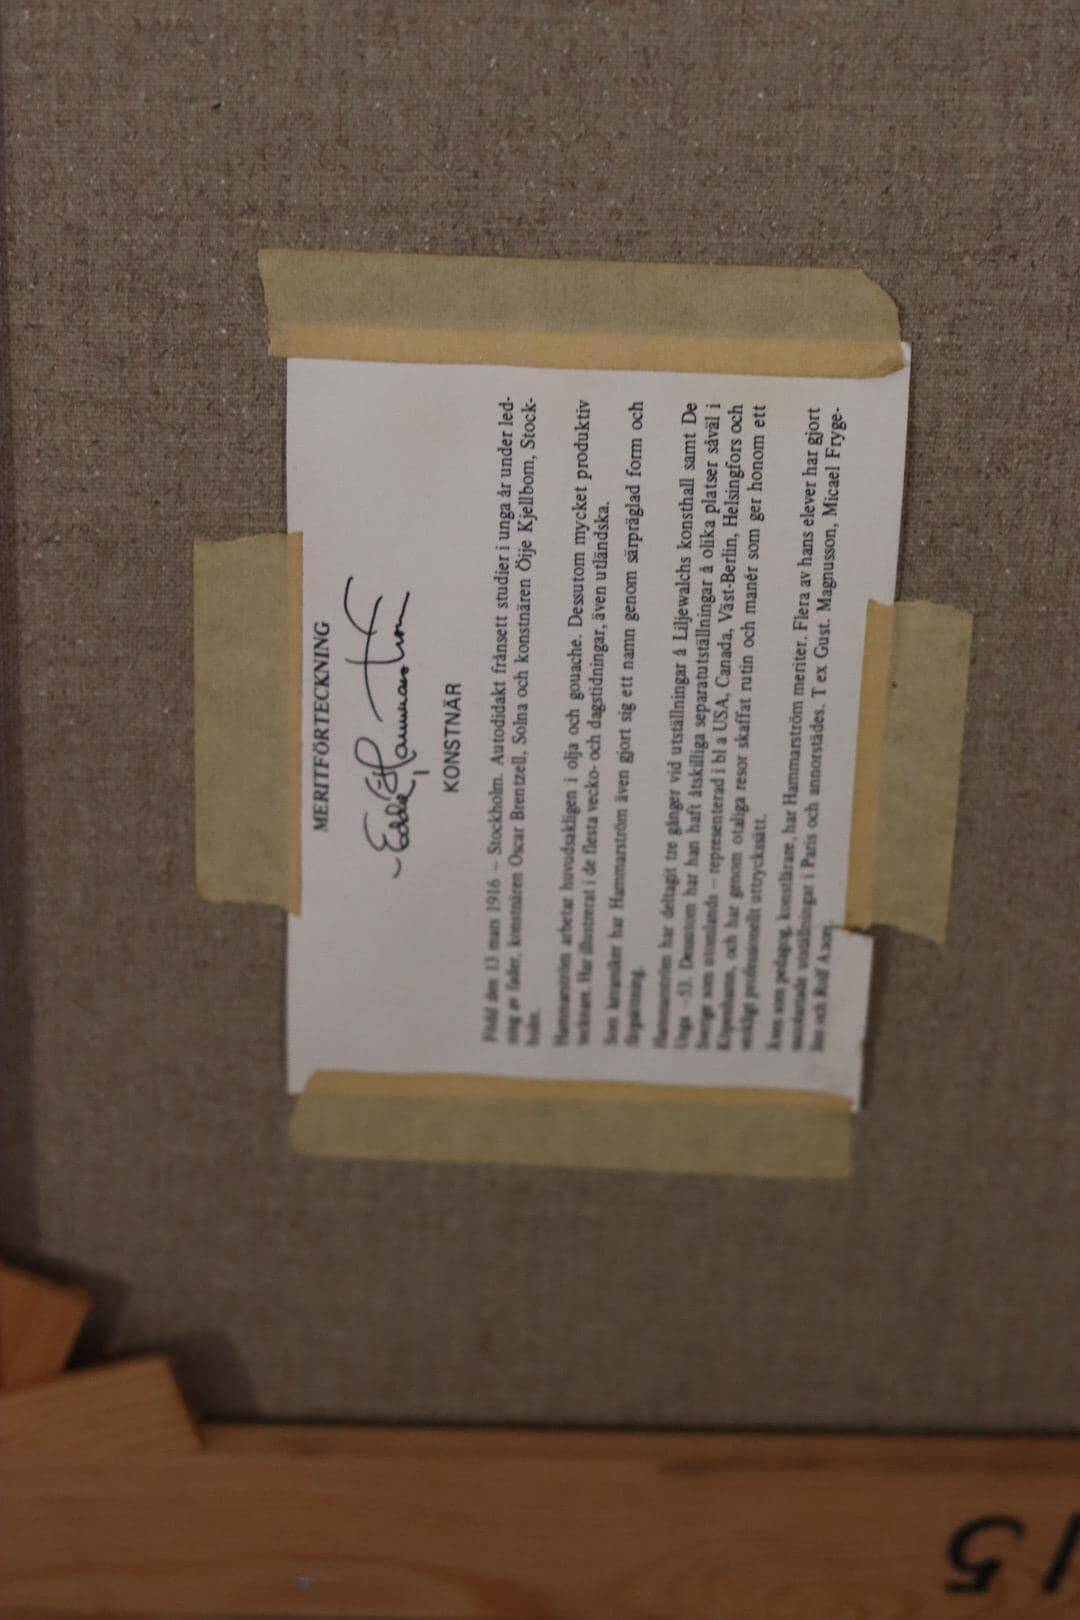 MERITFÖRTECKNING
Edde Hammarström
KONSTNÄR
Född den 13 mars 1916 – Stockholm. Autodidakt frånsett studier i unga år under led-
ning av fader, konstnären Oscar Brentzell, Solna och konstnären Öije Kjellbom, Stock-
holm.
Hammarström arbetar huvudsakligen i olja och gouache. Dessutom mycket produktiv
tecknare. Har illustrerat i de flesta vecko- och dagstidningar, även utländska.
Som keramiker har Hammarström även gjort sig ett namn genom särpräglad form och
färgsättning.
Hammarström har deltagit tre gånger vid utställningar å Liljewalchs konsthall samt De
Unga –53. Dessutom har han haft åtskilliga separatutställningar å olika platser såväl i
Sverige som utomlands – representerad i bl a USA, Canada, Väst-Berlin, Helsingfors och
Köpenhamn, och har genom otaliga resor skaffat rutin och manér som ger honom ett
verkligt professionellt uttryckssätt.
Även som pedagog, konstlärare, har Hammarström meriter. Flera av hans elever har gjort
utställningar i Paris och annorstädes. T ex Gust. Magnusson, Micael Fryge-
och Rolf
15